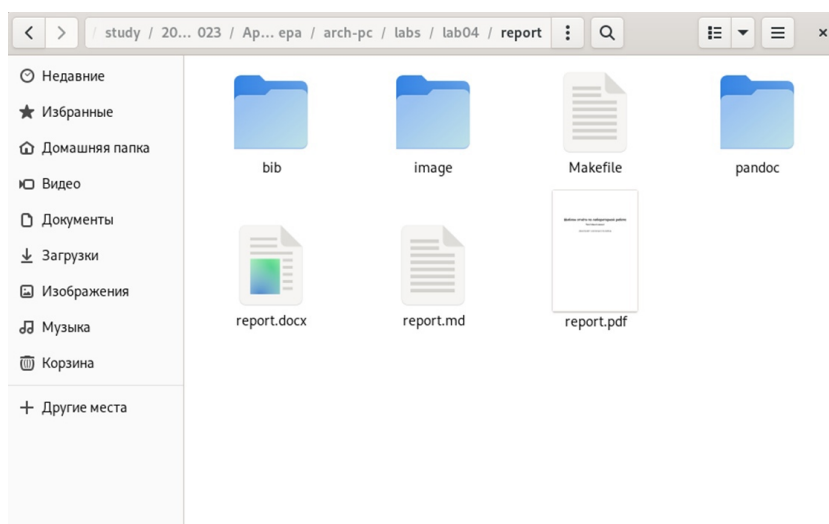 study / 20... 023 / Ap... epa / arch-pc / labs / lab04 / report
Недавние
Избранные
Домашняя папка
Видео
Документы
Загрузки
Изображения
Музыка
Корзина
Другие места
bib
image
Makefile
pandoc
report.docx
report.md
report.pdf